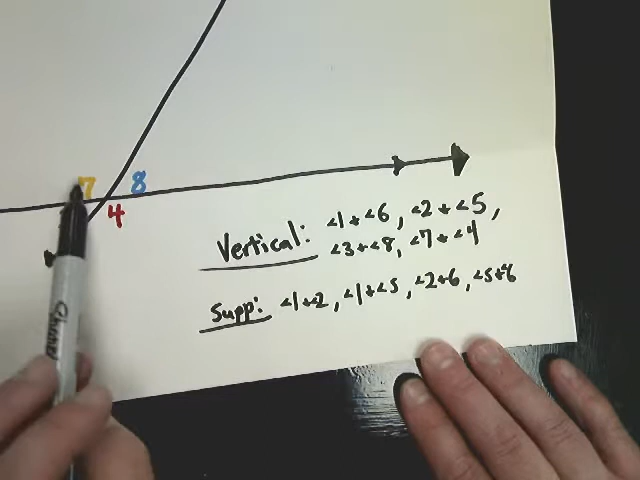 7 8
4
Vertical: ∠1 + ∠6, ∠2 + ∠5,
∠3 + ∠8, ∠7 + ∠4
Supp: ∠1+∠2, ∠1+∠5, ∠2+6, ∠5+6